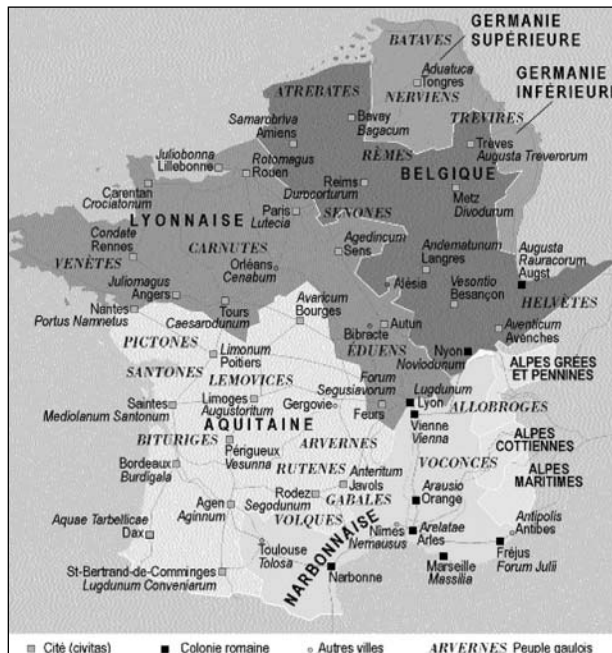 GERMANIE
SUPÉRIEURE
BATAVES
Aduatuca
Tongres
GERMANIE
INFÉRIEURE
NERVIENS
ATREBATES
TREVIRES
Samarobriva
Amiens
Bavay
Bagacum
Trèves
Augusta Treverorum
Juliobonna
Lillebonne
Rotomagus
Rouen
RÈMES
BELGIQUE
Reims
Durocorturum
Metz
Divodurum
Carentan
Crociatonum
Paris
Lutecia
LYONNAISE
SENONES
Condate
Rennes
CARNUTES
Agedincum
Sens
Andematunum
Langres
Augusta
Rauracorum
Augst
VENÈTES
Orléans
Cenabum
Juliomagus
Angers
Alésia
Vesontio
Besançon
HELVÈTES
Nantes
Portus Namnetus
Tours
Caesarodunum
Avaricum
Bourges
Autun
Bibracte
Aventicum
Avenches
PICTONES
ÉDUENS
Nyon
Noviodunum
Limonum
Poitiers
ALPES GRÉES
ET PENNINES
SANTONES
LEMOVICES
Forum
Segusiavorum
Feurs
Lugdunum
Lyon
Saintes
Mediolanum Santonum
Limoges
Augustoritum
Gergovie
ALLOBROGES
Vienne
Vienna
AQUITAINE
ALPES
COTTIENNES
BITURIGES
ARVERNES
Périgueux
Vesunna
VOCONCES
Bordeaux
Burdigala
RUTENES
Anteritum
Javols
ALPES
MARITIMES
Rodez
Segodunum
GABALES
Arausio
Orange
Agen
Aginnum
VOLQUES
Aquae Tarbellicae
Dax
Nimes
Nemausus
Arelatae
Arles
Antipolis
Antibes
Toulouse
Tolosa
NARBONNAISE
Fréjus
Forum Julii
St-Bertrand-de-Comminges
Lugdunum Conveniarum
Narbonne
Marseille
Massilia
Cité (civitas)
Colonie romaine
Autres villes
ARVERNES Peuple gaulois